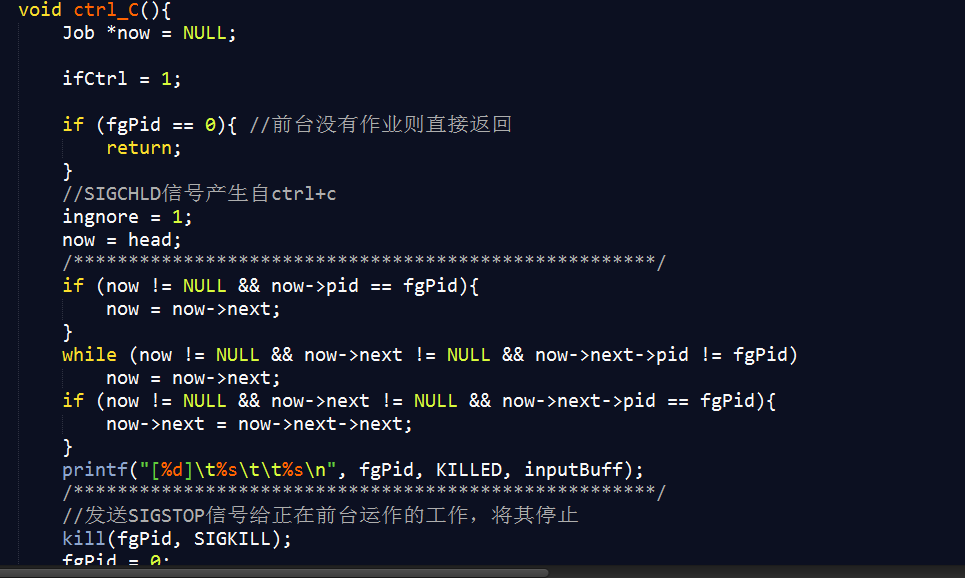 void ctrl_C(){
    Job *now = NULL;
    ifCtrl = 1;
    if (fgPid == 0){ //前台没有作业则直接返回
        return;
    }
    //SIGCHLD信号产生自ctrl+c
    ingnore = 1;
    now = head;
    /*****************************************************/
    if (now != NULL && now->pid == fgPid){
        now = now->next;
    }
    while (now != NULL && now->next != NULL && now->next->pid != fgPid)
        now = now->next;
    if (now != NULL && now->next != NULL && now->next->pid == fgPid){
        now->next = now->next->next;
    }
    printf("[%d]\t%s\t\t%s\n", fgPid, KILLED, inputBuff);
    /*****************************************************/
    //发送SIGSTOP信号给正在前台运作的工作，将其停止
    kill(fgPid, SIGKILL);
    fgPid = 0;